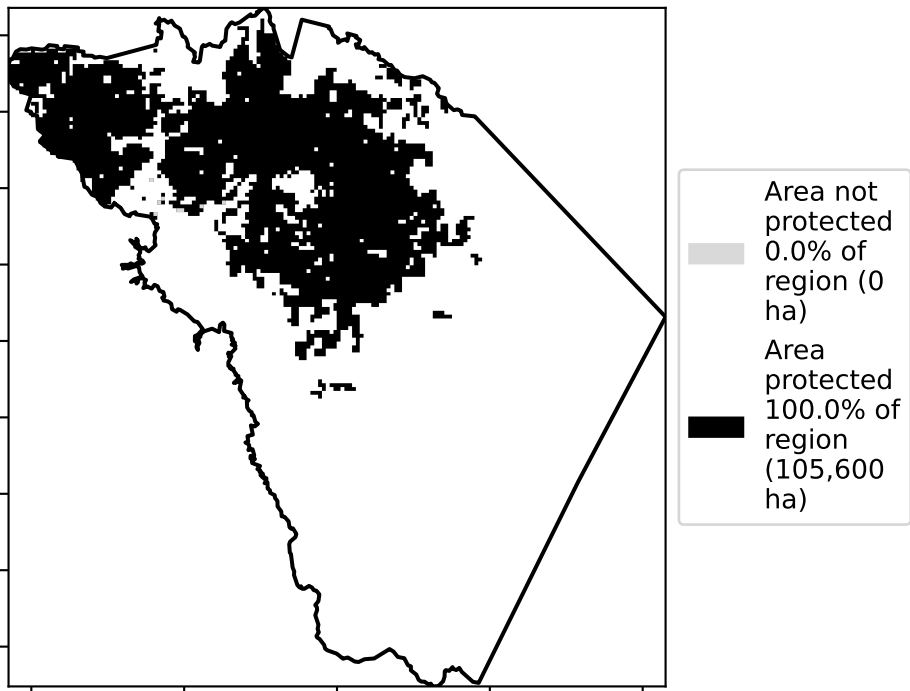 Area not
protected
0.0% of
region (0
ha)
Area
protected
100.0% of
region
(105,600
ha)